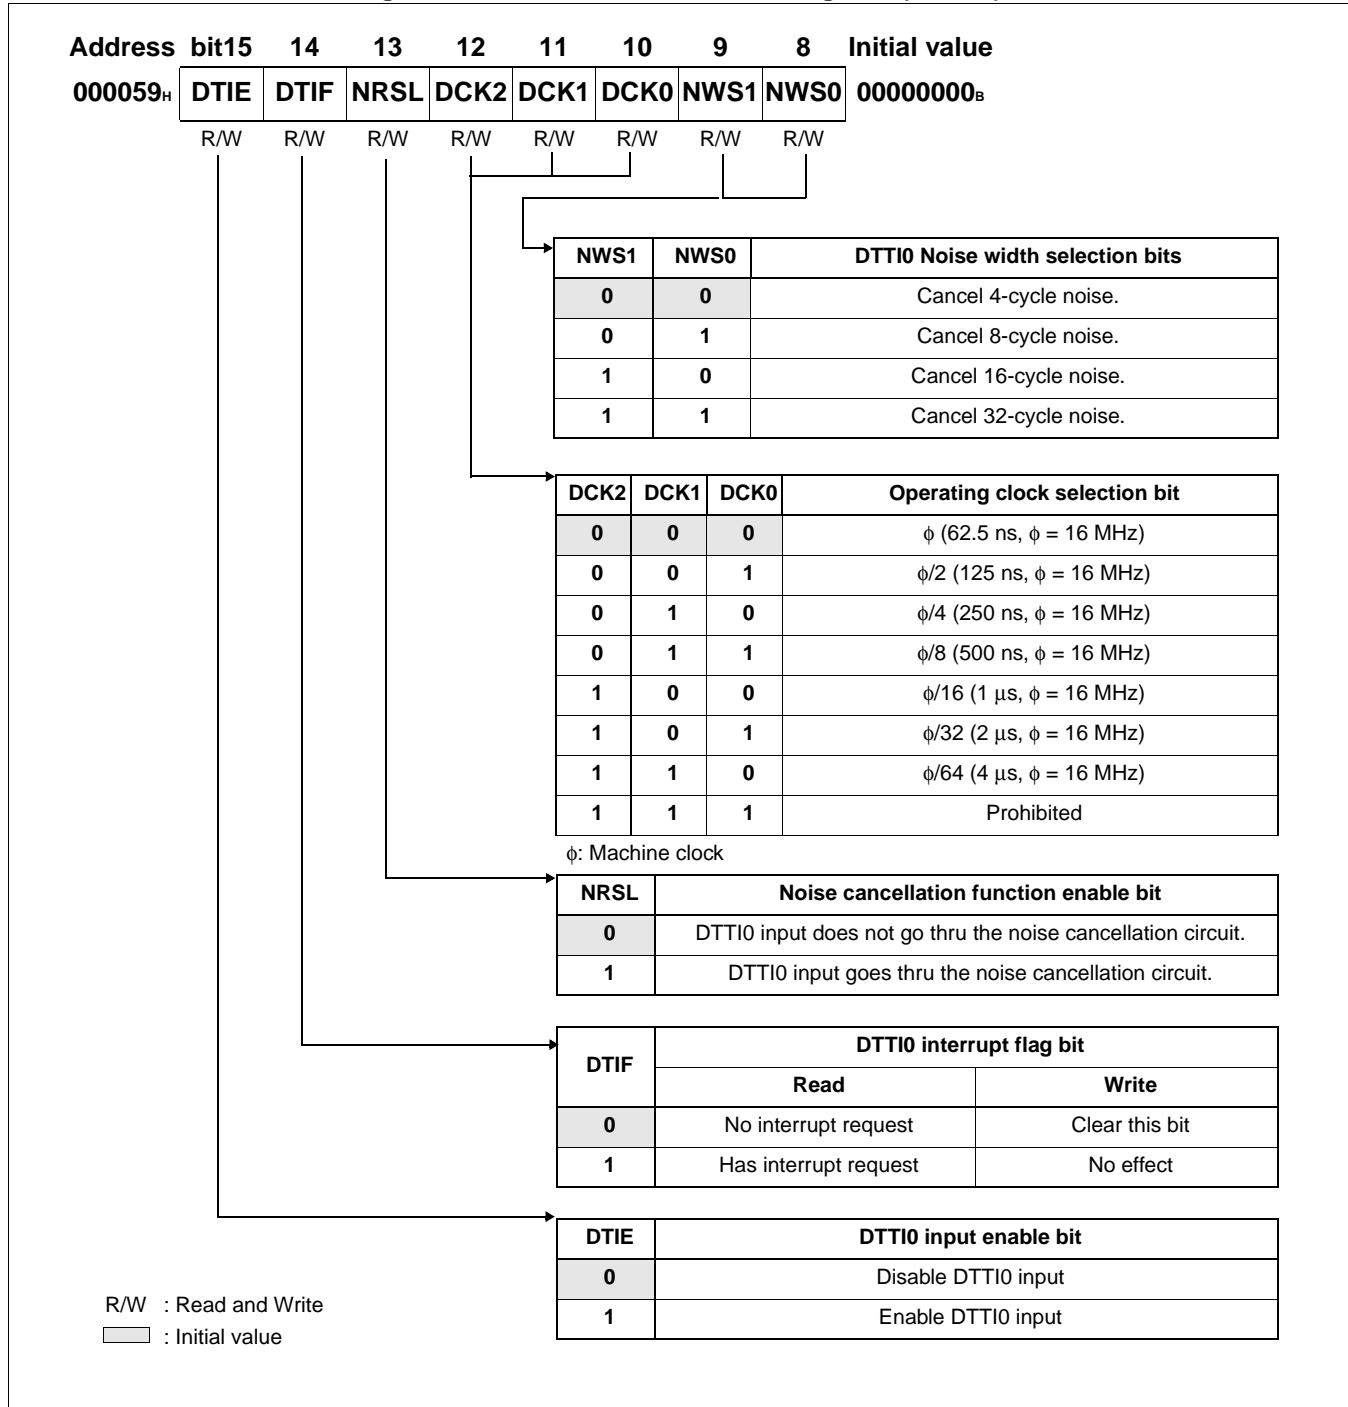 Address bit15 14 13 12 11 10 9 8 Initial value
000059H DTIE DTIF NRSL DCK2 DCK1 DCK0 NWS1 NWS0 00000000B
R/W R/W R/W R/W R/W R/W R/W R/W
NWS1 NWS0 DTTI0 Noise width selection bits
0 0 Cancel 4-cycle noise.
0 1 Cancel 8-cycle noise.
1 0 Cancel 16-cycle noise.
1 1 Cancel 32-cycle noise.
DCK2 DCK1 DCK0 Operating clock selection bit
0 0 0 ϕ (62.5 ns, ϕ = 16 MHz)
0 0 1 ϕ/2 (125 ns, ϕ = 16 MHz)
0 1 0 ϕ/4 (250 ns, ϕ = 16 MHz)
0 1 1 ϕ/8 (500 ns, ϕ = 16 MHz)
1 0 0 ϕ/16 (1 μs, ϕ = 16 MHz)
1 0 1 ϕ/32 (2 μs, ϕ = 16 MHz)
1 1 0 ϕ/64 (4 μs, ϕ = 16 MHz)
1 1 1 Prohibited
ϕ: Machine clock
NRSL Noise cancellation function enable bit
0 DTTI0 input does not go thru the noise cancellation circuit.
1 DTTI0 input goes thru the noise cancellation circuit.
DTIF DTTI0 interrupt flag bit
Read Write
0 No interrupt request Clear this bit
1 Has interrupt request No effect
DTIE DTTI0 input enable bit
0 Disable DTTI0 input
1 Enable DTTI0 input
R/W : Read and Write
: Initial value